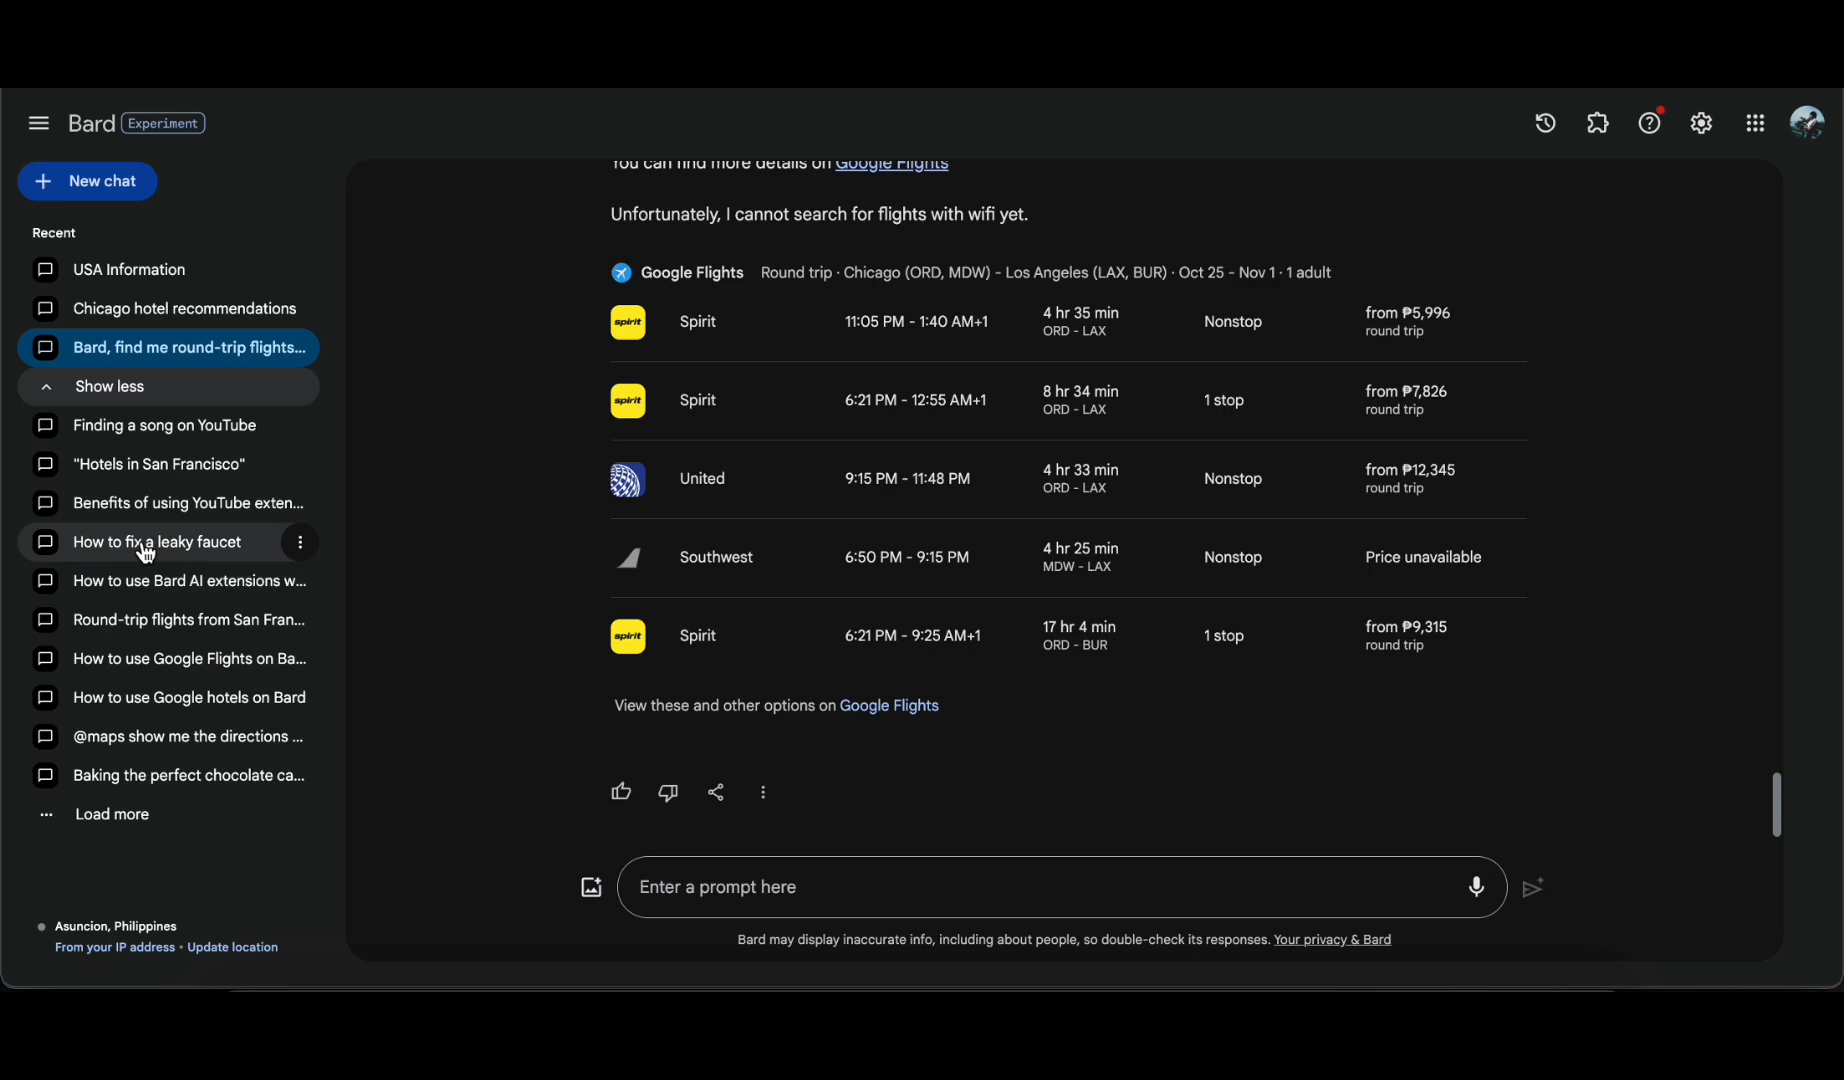 Bard Experiment
New chat
Recent
USA Information
Chicago hotel recommendations
Bard, find me round-trip flights...
Show less
Finding a song on YouTube
"Hotels in San Francisco"
Benefits of using YouTube exten...
How to fix a leaky faucet
How to use Bard AI extensions w...
Round-trip flights from San Fran...
How to use Google Flights on Ba...
How to use Google hotels on Bard
@maps show me the directions ...
Baking the perfect chocolate ca...
Load more
Asuncion, Philippines
From your IP address • Update location
You can find more details on Google Flights
Unfortunately, I cannot search for flights with wifi yet.
Google Flights Round trip · Chicago (ORD, MDW) - Los Angeles (LAX, BUR) · Oct 25 - Nov 1 · 1 adult
spirit Spirit 11:05 PM - 1:40 AM+1 4 hr 35 min Nonstop from ₱5,996
ORD - LAX round trip
spirit Spirit 6:21 PM - 12:55 AM+1 8 hr 34 min 1 stop from ₱7,826
ORD - LAX round trip
United 9:15 PM - 11:48 PM 4 hr 33 min Nonstop from ₱12,345
ORD - LAX round trip
Southwest 6:50 PM - 9:15 PM 4 hr 25 min Nonstop Price unavailable
MDW - LAX
spirit Spirit 6:21 PM - 9:25 AM+1 17 hr 4 min 1 stop from ₱9,315
ORD - BUR round trip
View these and other options on Google Flights
Enter a prompt here
Bard may display inaccurate info, including about people, so double-check its responses. Your privacy & Bard